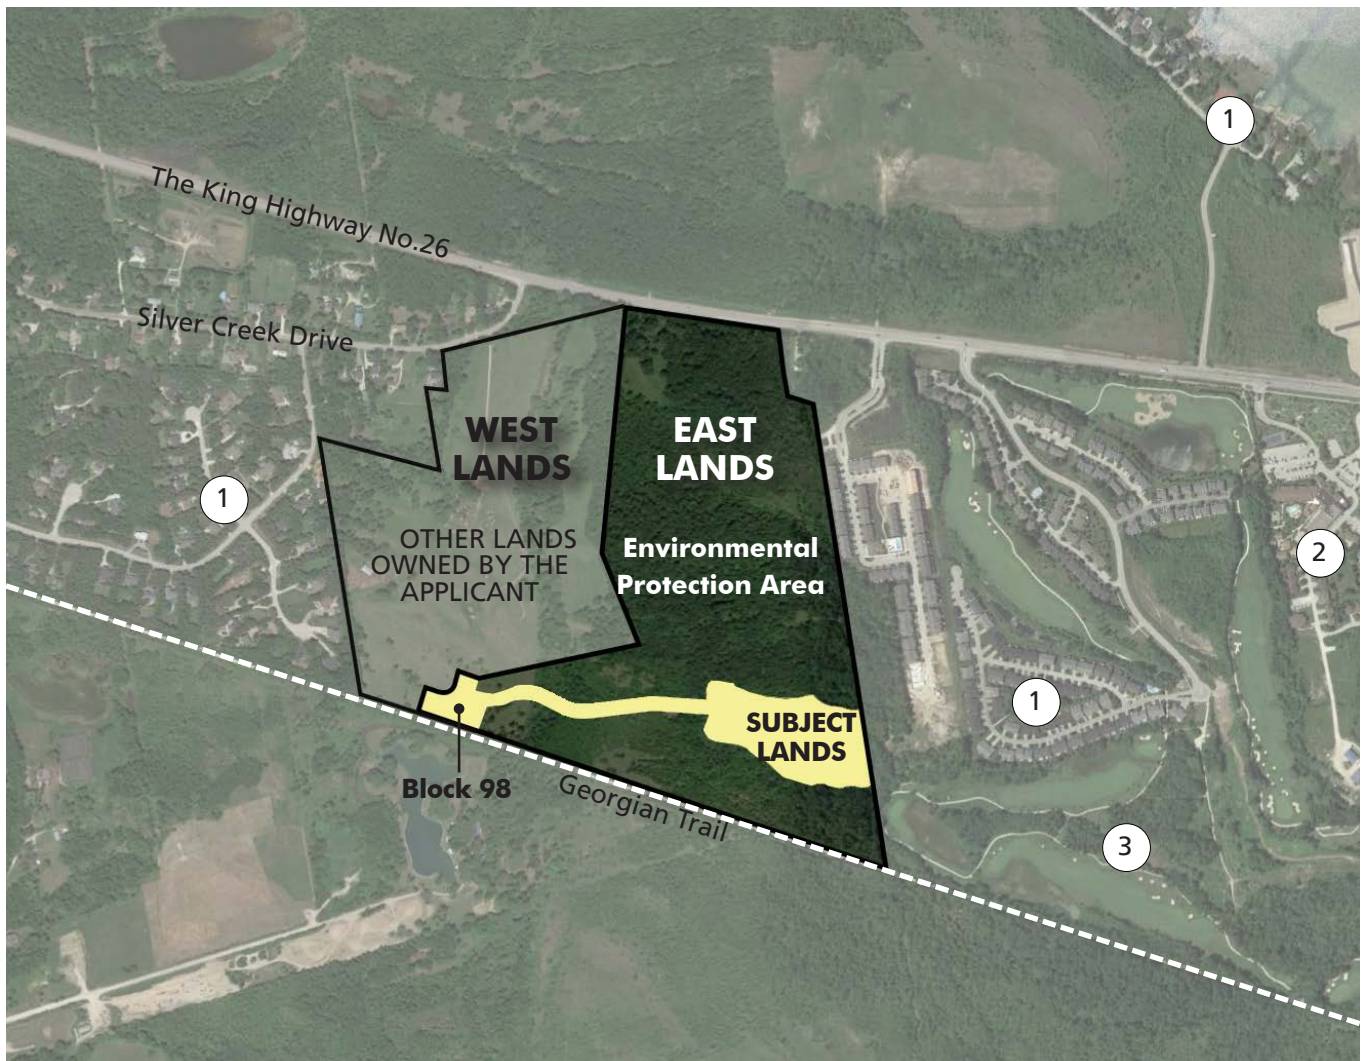 1
The King Highway No.26
Silver Creek Drive
WEST
LANDS
EAST
LANDS
1
OTHER LANDS
OWNED BY THE
APPLICANT
Environmental
Protection Area
2
1
SUBJECT
LANDS
Block 98
Georgian Trail
3